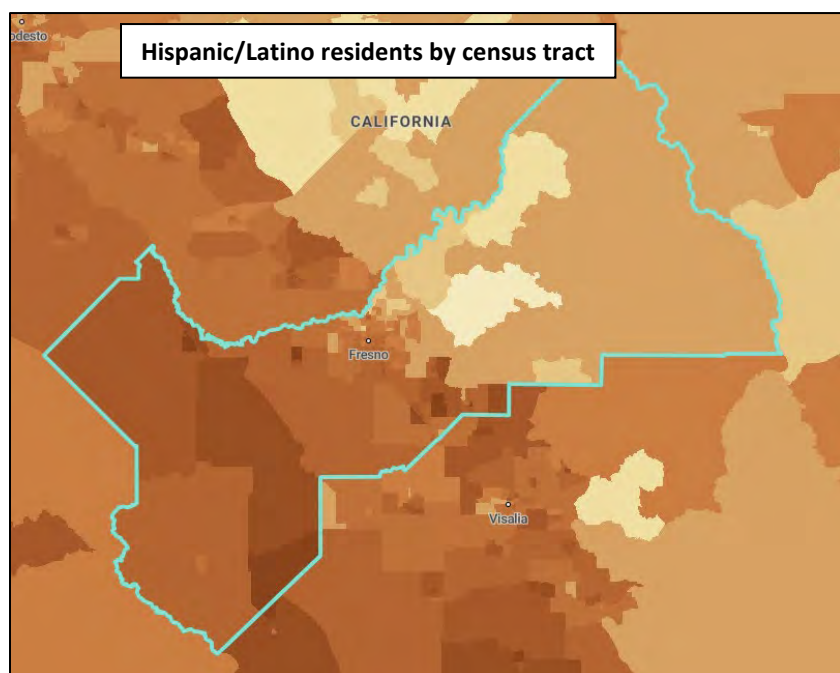 odesto
Hispanic/Latino residents by census tract
CALIFORNIA
Fresno
Visalia